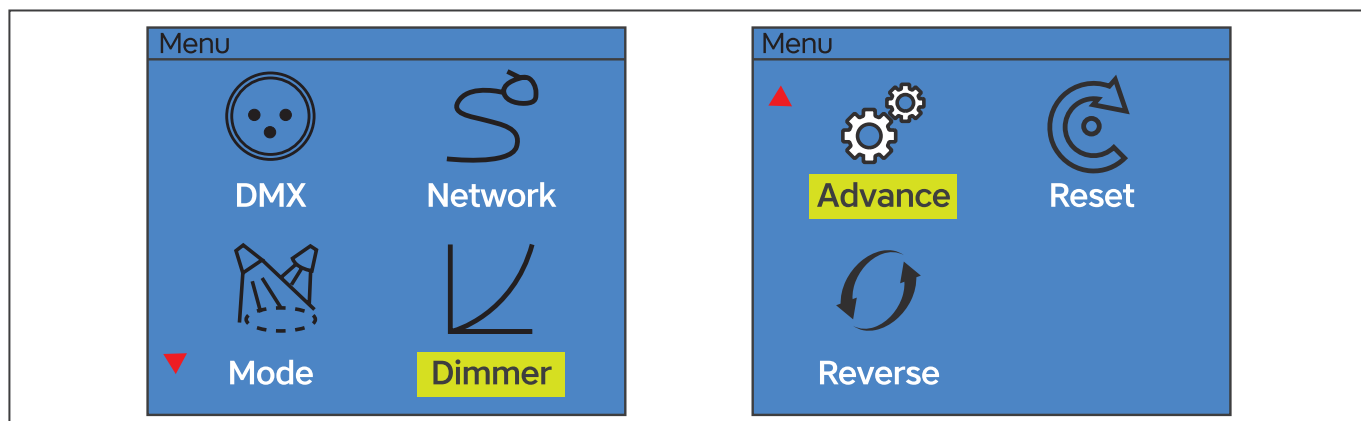 Menu
DMX
Network
Mode
Dimmer
Menu
Advance
Reset
Reverse